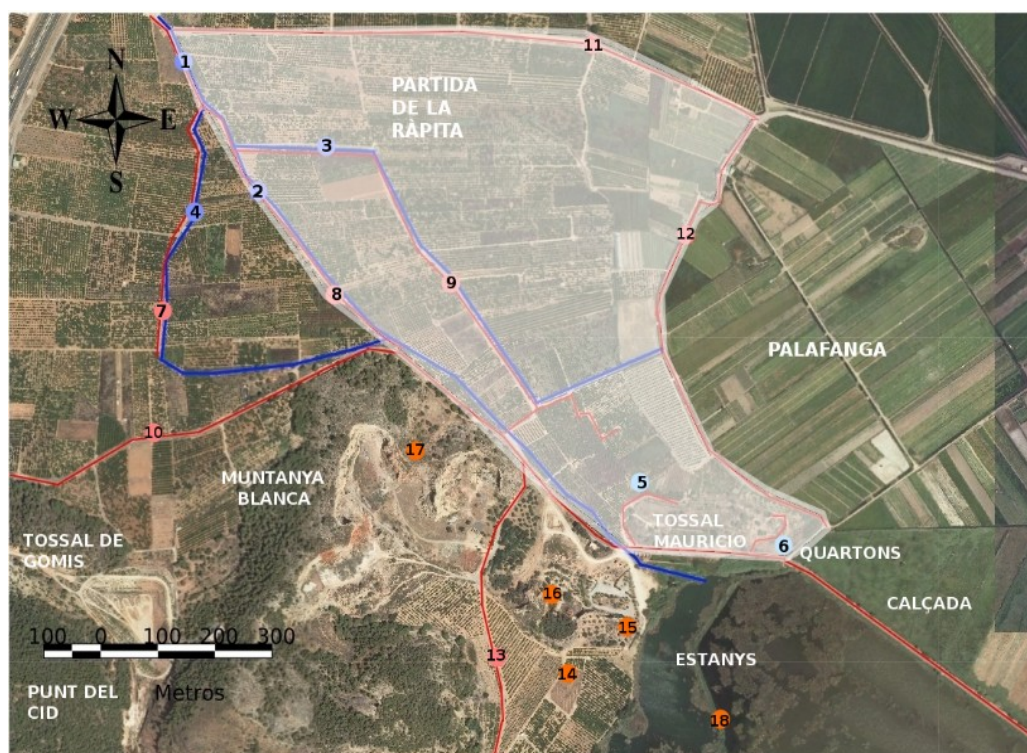 11
1
N
PARTIDA
DE LA
RÀPITA
W
E
3
S
2
4
12
9
8
7
PALAFANGA
10
17
MUNTANYA
BLANCA
5
TOSSAL
MAURICIO
TOSSAL DE
GOMIS
6
QUARTONS
16
CALÇADA
15
100 0 100 200 300
13
ESTANYS
14
PUNT DEL
CID
Metros
18